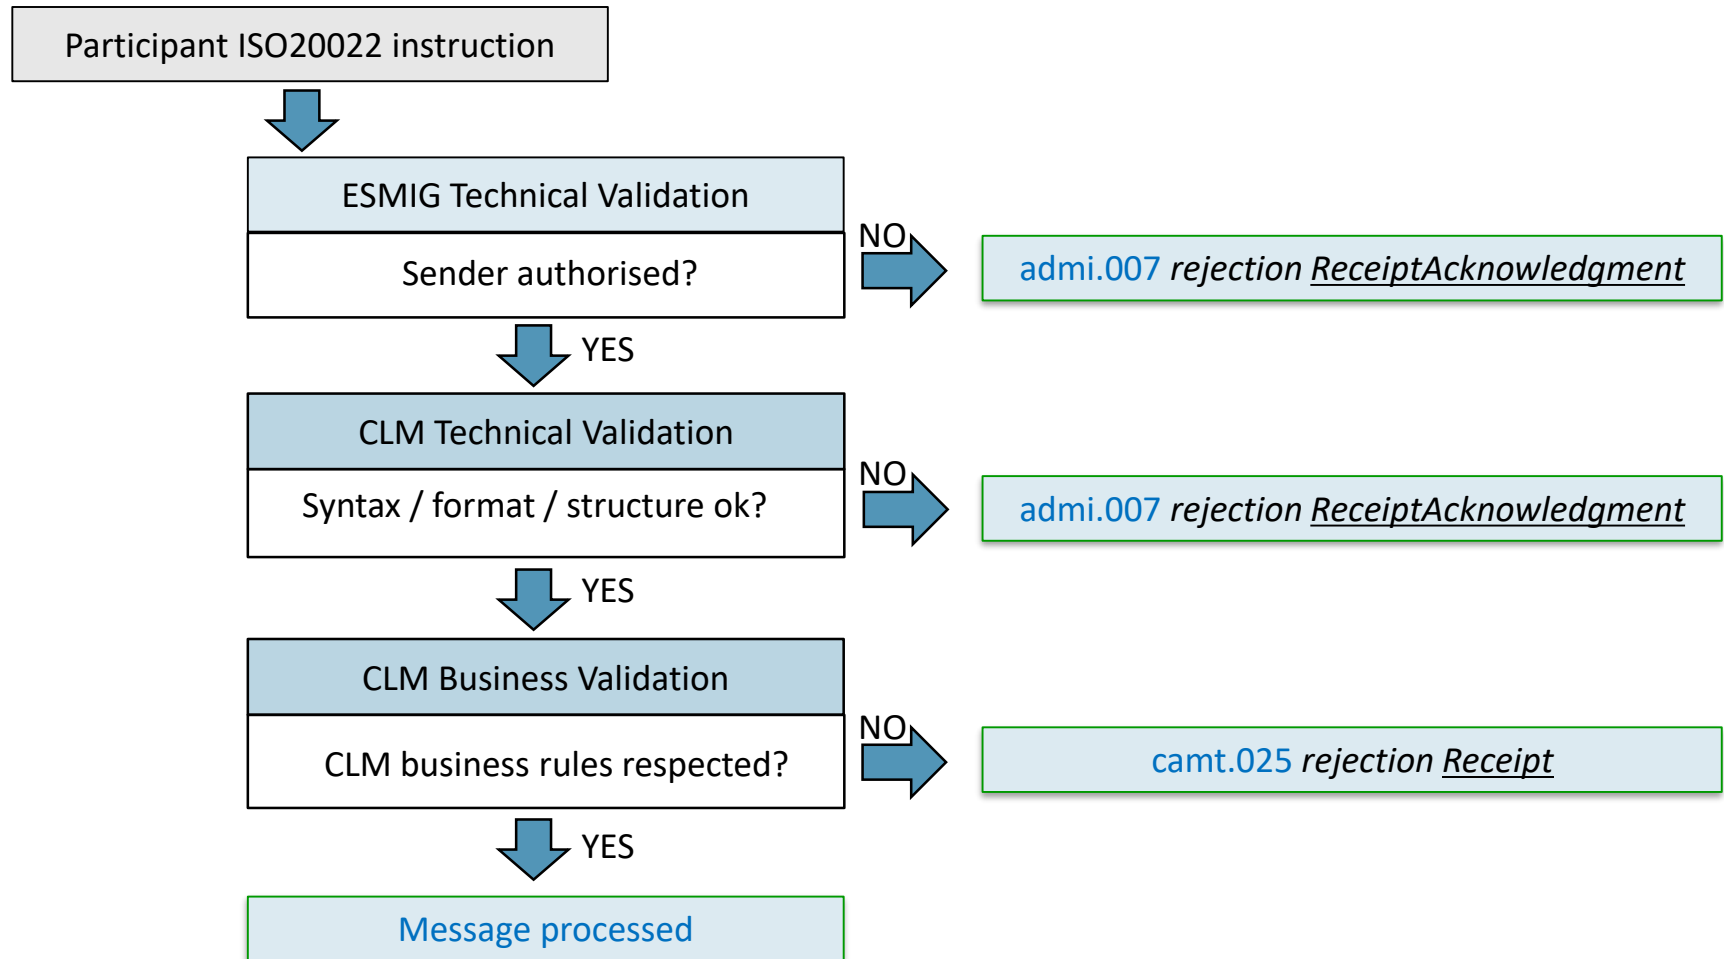 Participant ISO20022 instruction
ESMIG Technical Validation
Sender authorised?
NO
admi.007 rejection ReceiptAcknowledgment
YES
CLM Technical Validation
Syntax / format / structure ok?
NO
admi.007 rejection ReceiptAcknowledgment
YES
CLM Business Validation
CLM business rules respected?
NO
camt.025 rejection Receipt
YES
Message processed